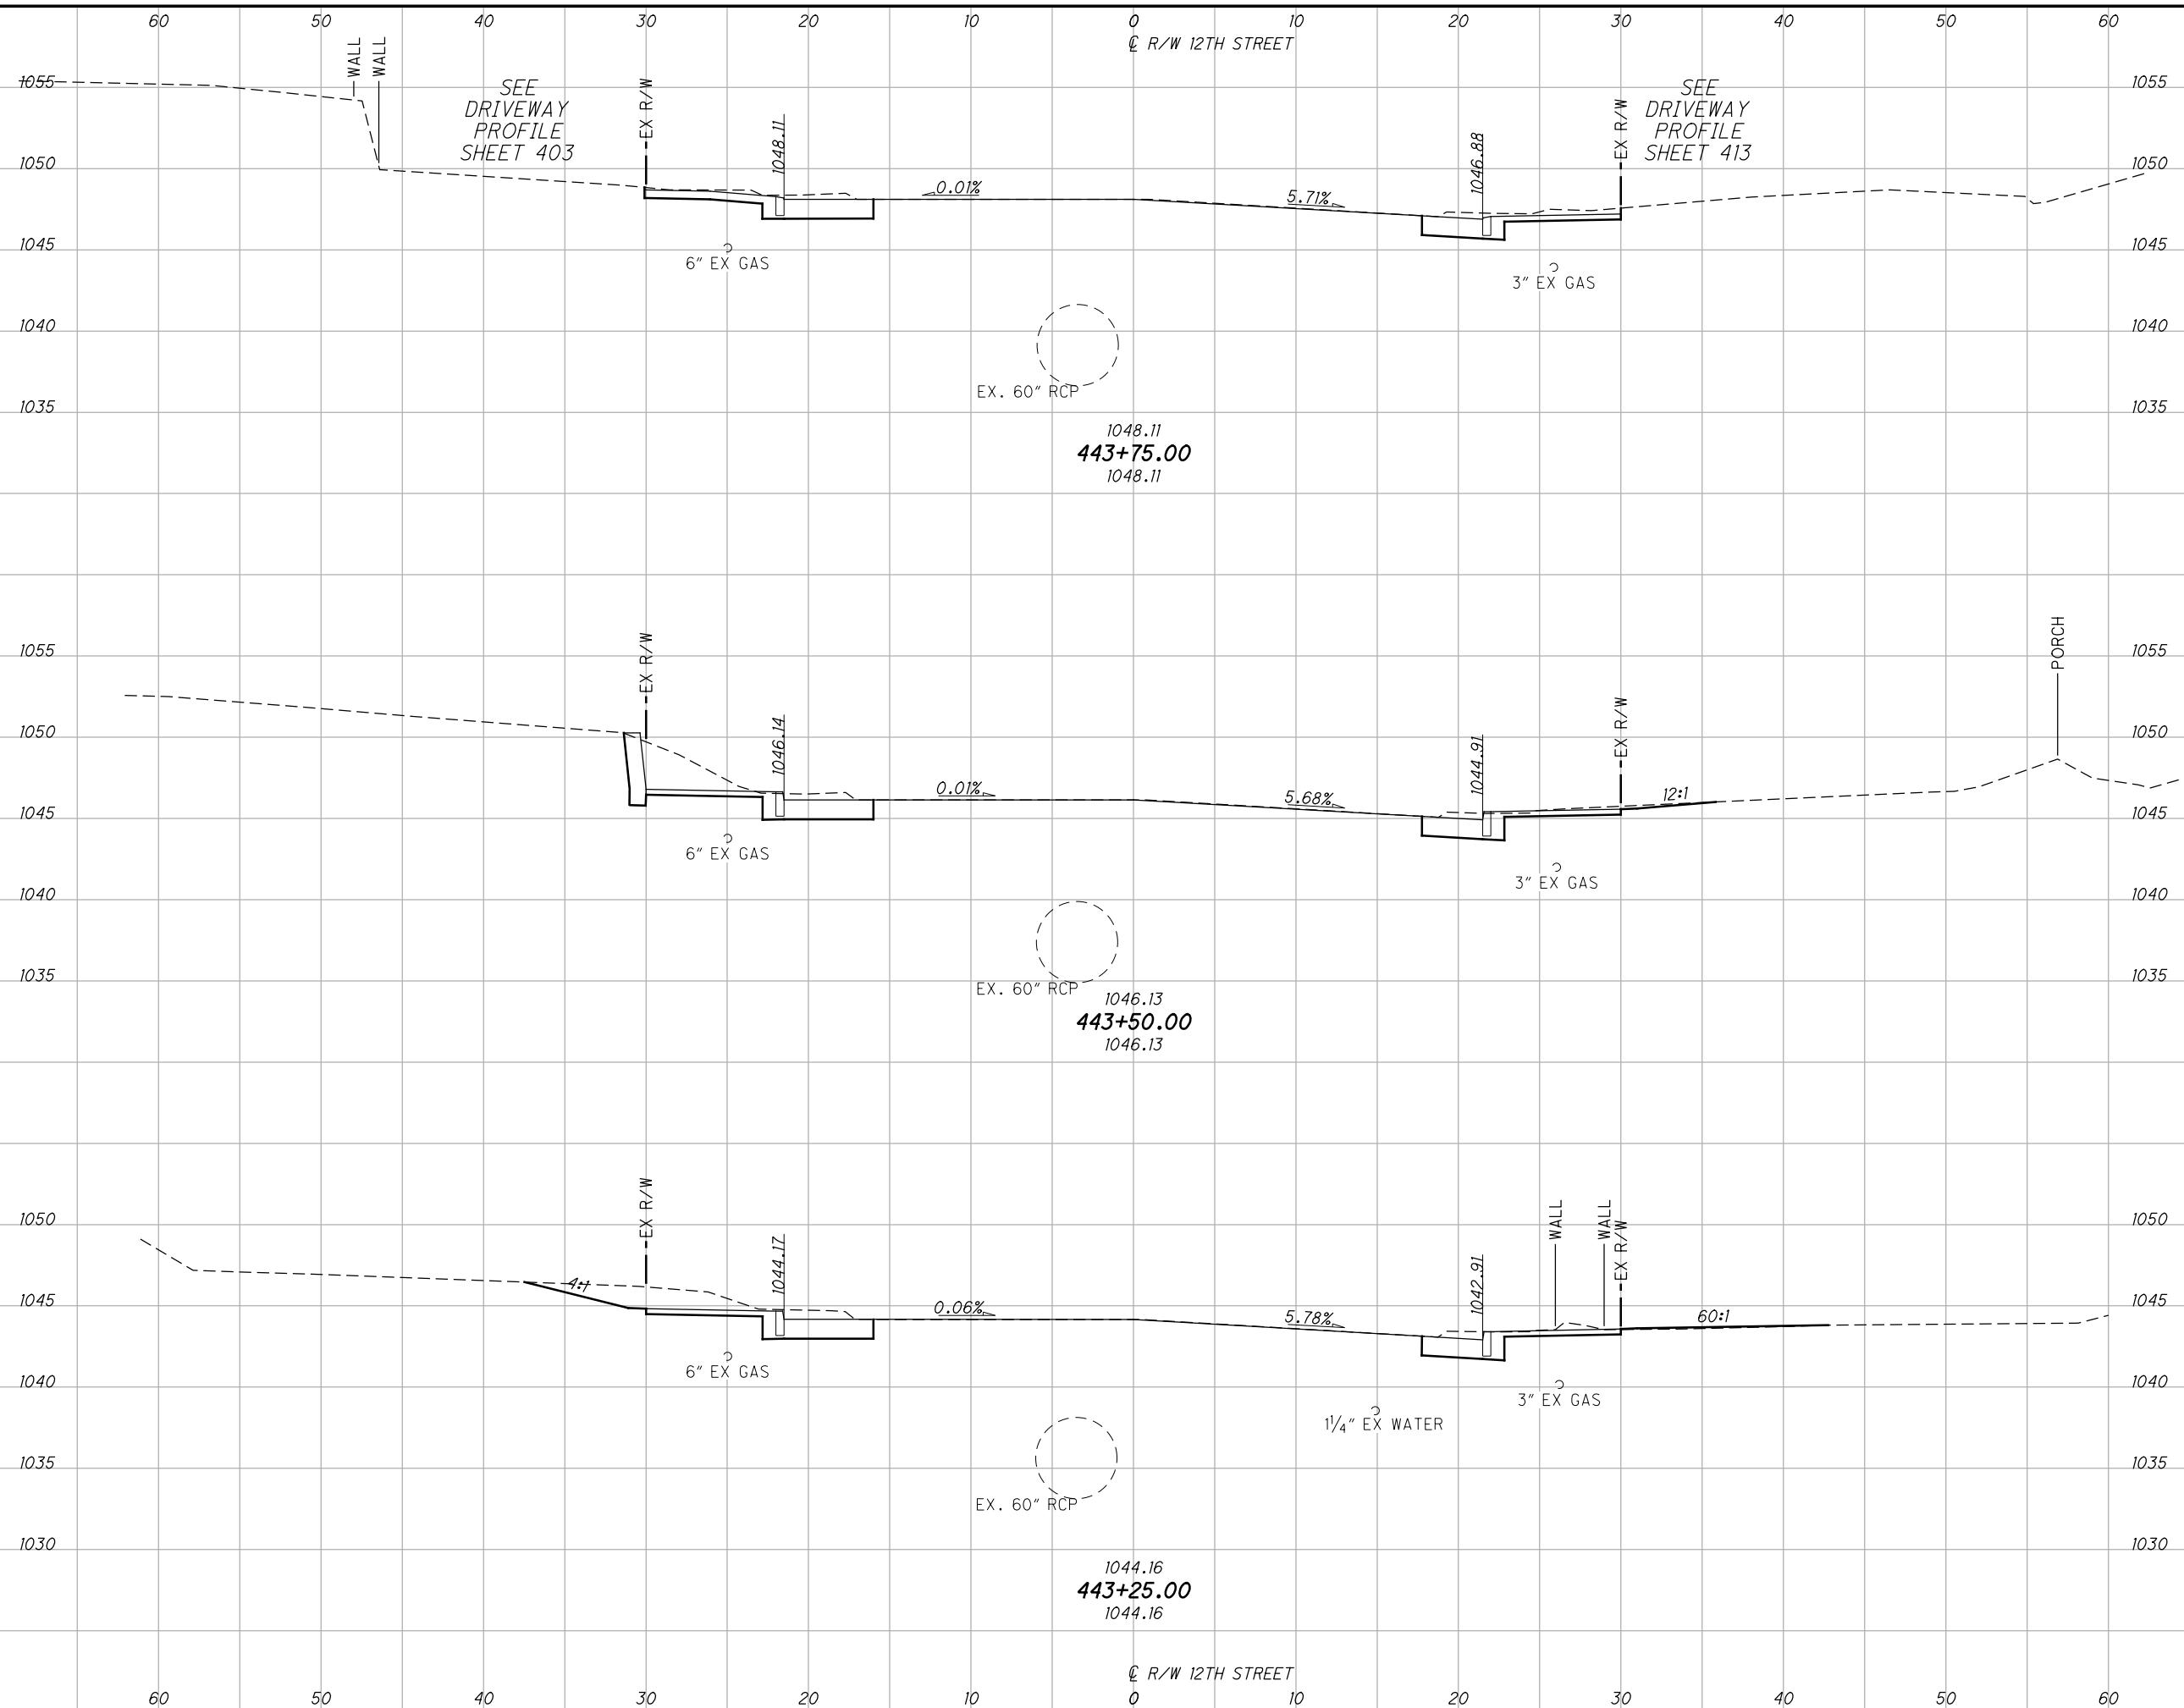 60 50 40 30 20 10 0 10 20 30 40 50 60
℄ R/W 12TH STREET
WALL
WALL
SEE
DRIVEWAY
PROFILE
SHEET 403
EX R/W
1048.11
0.01%
5.71%
1046.88
EX R/W
SEE
DRIVEWAY
PROFILE
SHEET 413
1055 1055
1050 1050
1045 1045
6" EX GAS
3" EX GAS
1040 1040
EX. 60" RCP
1035 1035
1048.11
443+75.00
1048.11
EX R/W
1046.14
0.01%
5.68%
1044.91
EX R/W
12:1
PORCH
1055 1055
1050 1050
1045 1045
6" EX GAS
3" EX GAS
1040 1040
1035 1035
EX. 60" RCP
1046.13
443+50.00
1046.13
EX R/W
4:1
1044.17
0.06%
5.78%
1042.91
WALL
WALL
EX R/W
60:1
1050 1050
1045 1045
6" EX GAS
1040 1040
3" EX GAS
1¼" EX WATER
1035 1035
EX. 60" RCP
1030 1030
1044.16
443+25.00
1044.16
℄ R/W 12TH STREET
60 50 40 30 20 10 0 10 20 30 40 50 60